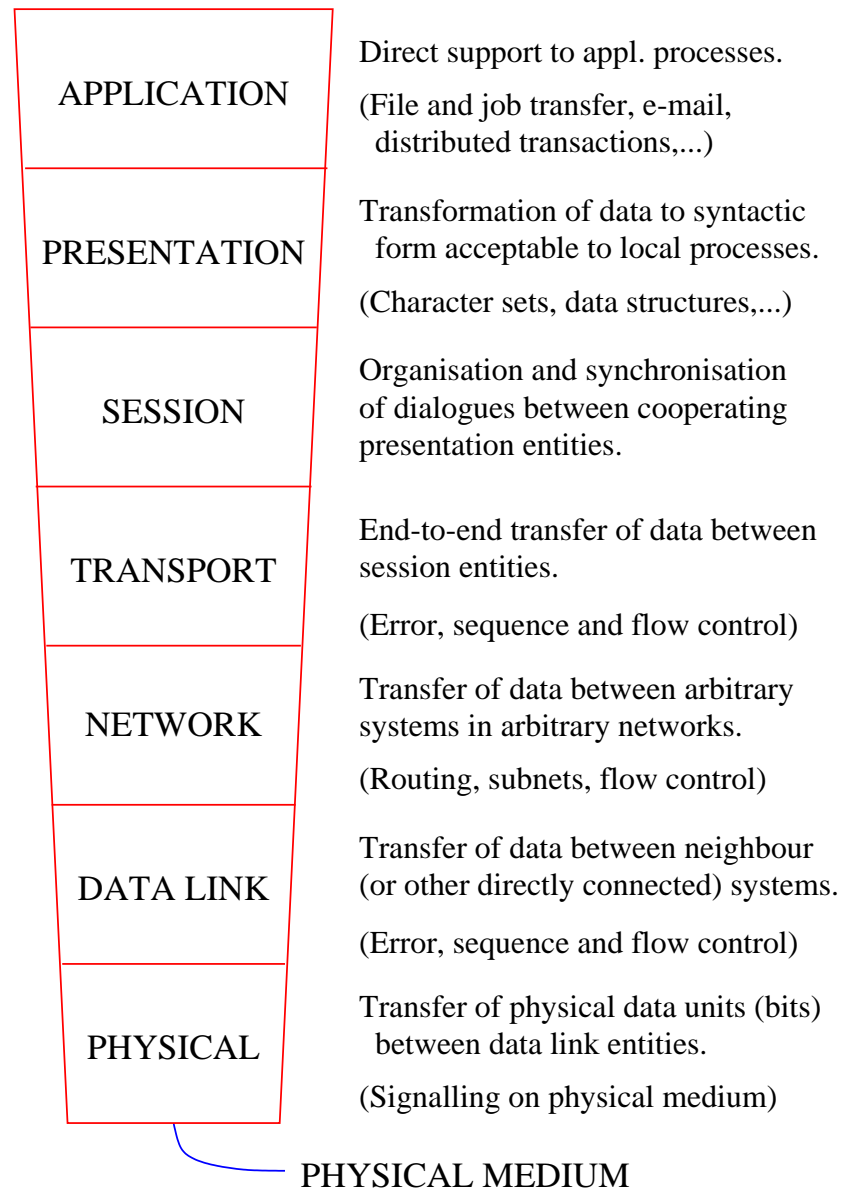 APPLICATION
Direct support to appl. processes.
(File and job transfer, e-mail,
distributed transactions,...)
PRESENTATION
Transformation of data to syntactic
form acceptable to local processes.
(Character sets, data structures,...)
SESSION
Organisation and synchronisation
of dialogues between cooperating
presentation entities.
TRANSPORT
End-to-end transfer of data between
session entities.
(Error, sequence and flow control)
NETWORK
Transfer of data between arbitrary
systems in arbitrary networks.
(Routing, subnets, flow control)
DATA LINK
Transfer of data between neighbour
(or other directly connected) systems.
(Error, sequence and flow control)
PHYSICAL
Transfer of physical data units (bits)
between data link entities.
(Signalling on physical medium)
PHYSICAL MEDIUM